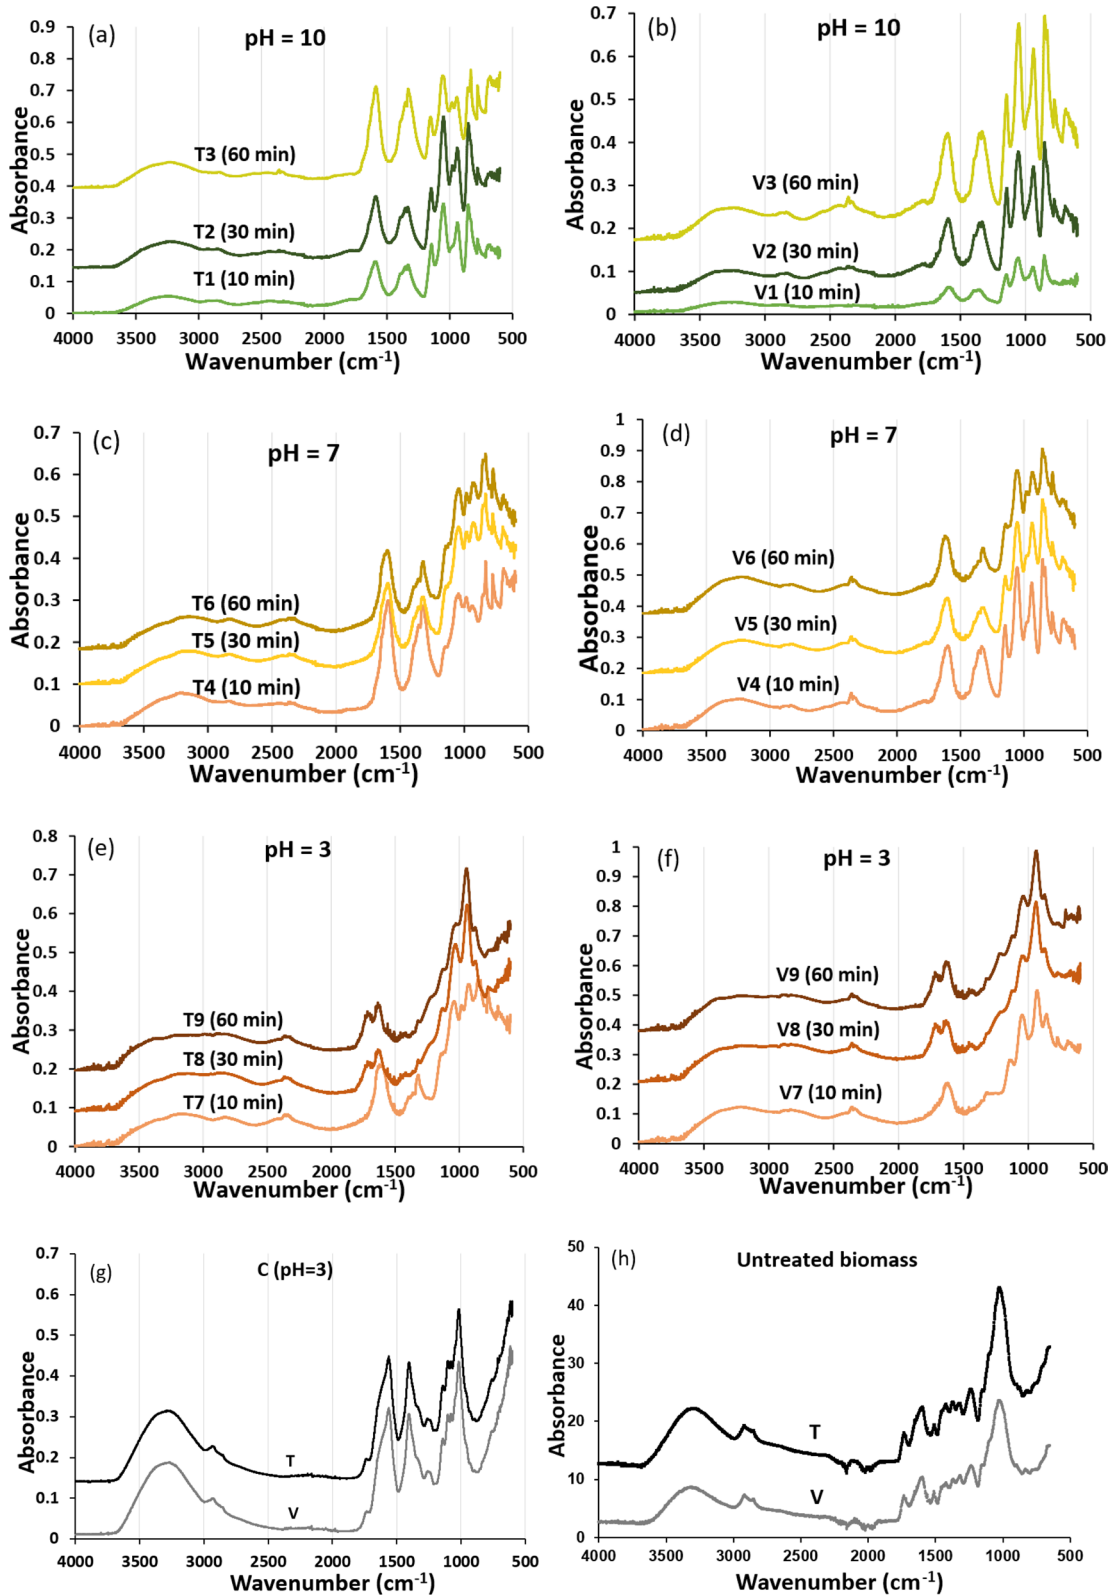 (a)
pH = 10
0.9
0.8
0.7
0.6
0.5
0.4
0.3
0.2
0.1
0
Absorbance
T3 (60 min)
T2 (30 min)
T1 (10 min)
4000 3500 3000 2500 2000 1500 1000 500
Wavenumber (cm⁻¹)
(b)
pH = 10
0.7
0.6
0.5
0.4
0.3
0.2
0.1
0
Absorbance
V3 (60 min)
V2 (30 min)
V1 (10 min)
4000 3500 3000 2500 2000 1500 1000 500
Wavenumber (cm⁻¹)
(c)
pH = 7
0.7
0.6
0.5
0.4
0.3
0.2
0.1
0
Absorbance
T6 (60 min)
T5 (30 min)
T4 (10 min)
4000 3500 3000 2500 2000 1500 1000 500
Wavenumber (cm⁻¹)
(d)
pH = 7
1
0.9
0.8
0.7
0.6
0.5
0.4
0.3
0.2
0.1
0
Absorbance
V6 (60 min)
V5 (30 min)
V4 (10 min)
4000 3500 3000 2500 2000 1500 1000 500
Wavenumber (cm⁻¹)
(e)
pH = 3
0.8
0.7
0.6
0.5
0.4
0.3
0.2
0.1
0
Absorbance
T9 (60 min)
T8 (30 min)
T7 (10 min)
4000 3500 3000 2500 2000 1500 1000 500
Wavenumber (cm⁻¹)
(f)
pH = 3
1
0.9
0.8
0.7
0.6
0.5
0.4
0.3
0.2
0.1
0
Absorbance
V9 (60 min)
V8 (30 min)
V7 (10 min)
4000 3500 3000 2500 2000 1500 1000 500
Wavenumber (cm⁻¹)
(g)
C (pH=3)
0.7
0.6
0.5
0.4
0.3
0.2
0.1
0
Absorbance
T
V
4000 3500 3000 2500 2000 1500 1000 500
Wavenumber (cm⁻¹)
(h)
Untreated biomass
50
40
30
20
10
0
Absorbance
T
V
4000 3500 3000 2500 2000 1500 1000 500
Wavenumber (cm⁻¹)